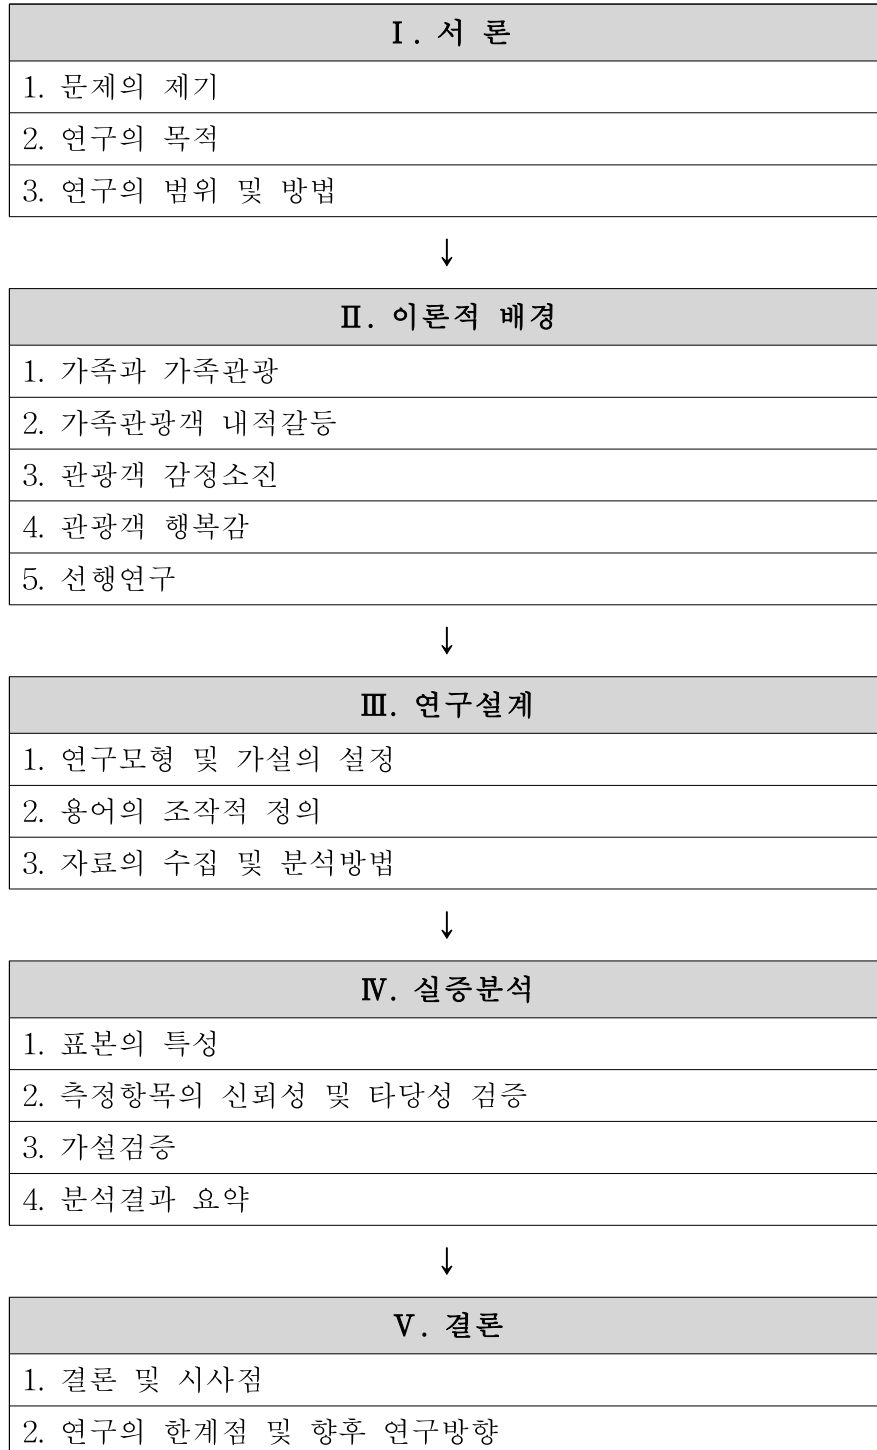 Ⅰ. 서 론
1. 문제의 제기
2. 연구의 목적
3. 연구의 범위 및 방법
↓
Ⅱ. 이론적 배경
1. 가족과 가족관광
2. 가족관광객 내적갈등
3. 관광객 감정소진
4. 관광객 행복감
5. 선행연구
↓
Ⅲ. 연구설계
1. 연구모형 및 가설의 설정
2. 용어의 조작적 정의
3. 자료의 수집 및 분석방법
↓
Ⅳ. 실증분석
1. 표본의 특성
2. 측정항목의 신뢰성 및 타당성 검증
3. 가설검증
4. 분석결과 요약
↓
Ⅴ. 결론
1. 결론 및 시사점
2. 연구의 한계점 및 향후 연구방향